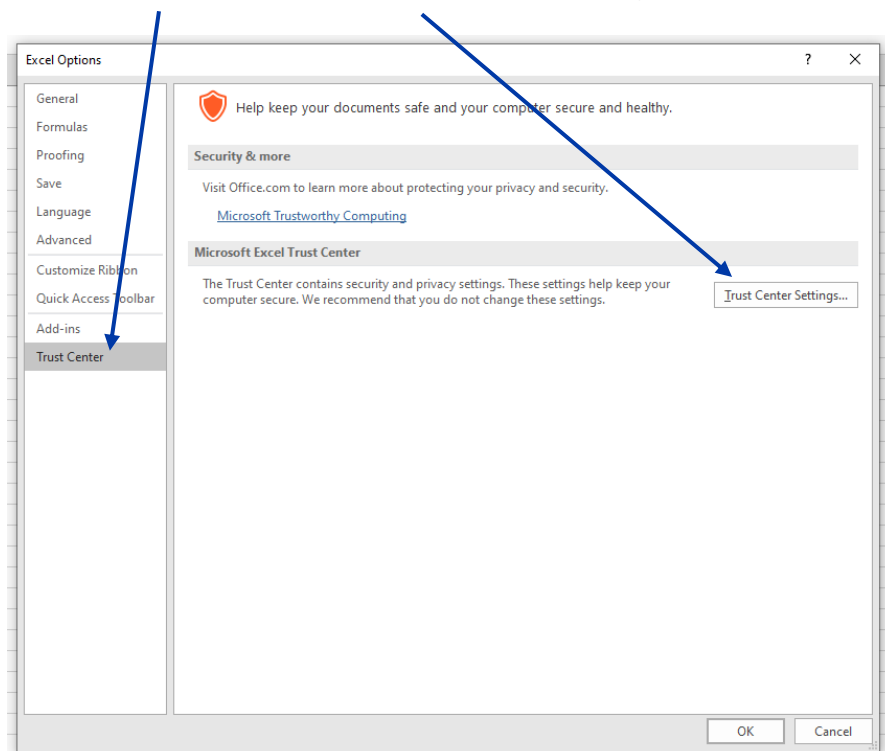 Excel Options
?
General
Formulas
Proofing
Save
Language
Advanced
Customize Ribbon
Quick Access Toolbar
Add-ins
Trust Center
Help keep your documents safe and your computer secure and healthy.
Security & more
Visit Office.com to learn more about protecting your privacy and security.
Microsoft Trustworthy Computing
Microsoft Excel Trust Center
The Trust Center contains security and privacy settings. These settings help keep your
computer secure. We recommend that you do not change these settings.
Trust Center Settings...
OK
Cancel